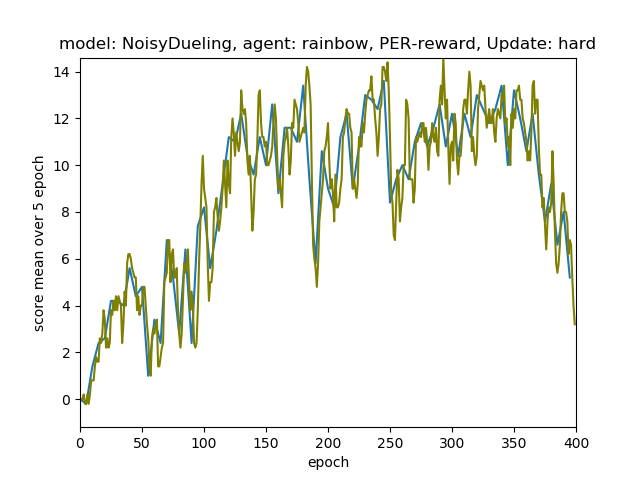 model: NoisyDueling, agent: rainbow, PER-reward, Update: hard
14
12
10
8
6
4
2
0
score mean over 5 epoch
0 50 100 150 200 250 300 350 400
epoch